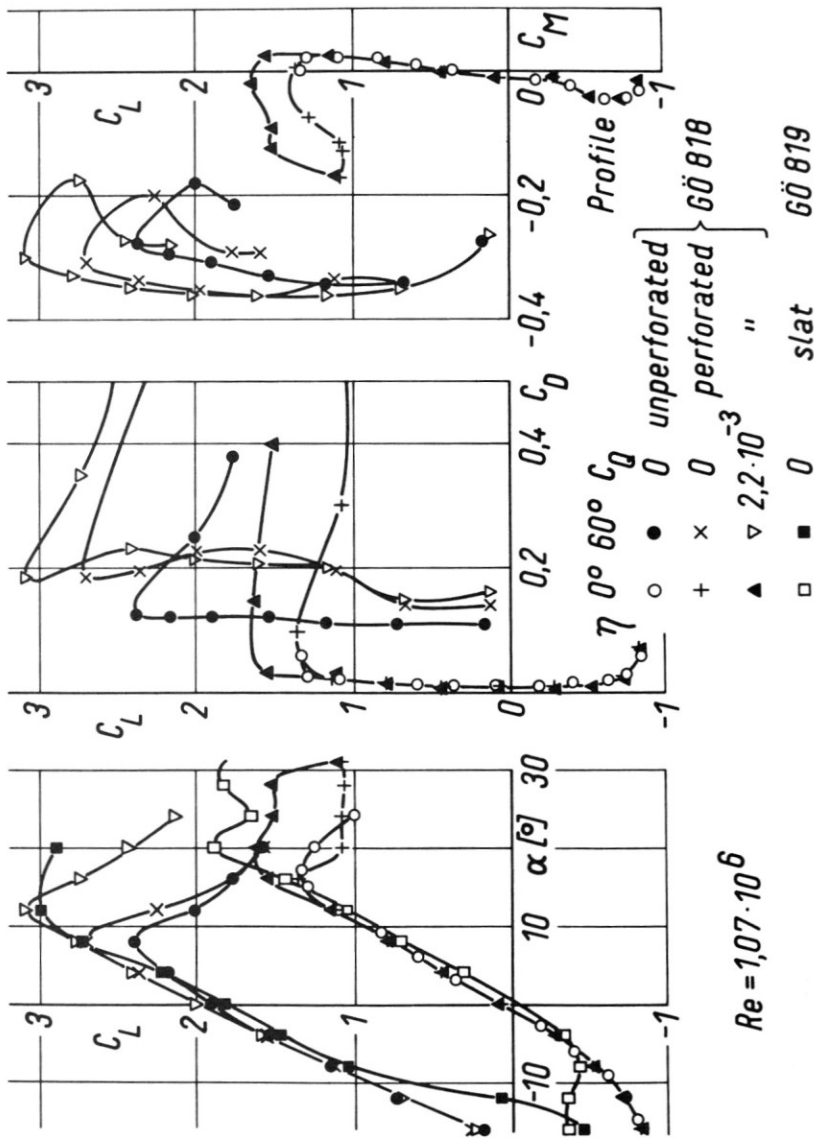 3
C_L
2
1
-1
-10
10
α [°]
30
3
C_L
2
1
0
-1
0,2
0,4
C_D
3
C_L
2
1
-1
-0,4
-0,2
0
C_M
Re = 1,07·10^6
η 0° 60° C_Q Profile
○ ● 0 unperforated
+ × 0 perforated } GÖ 818
▲ ▽ 2,2·10^-3 "
□ ■ 0 slat GÖ 819